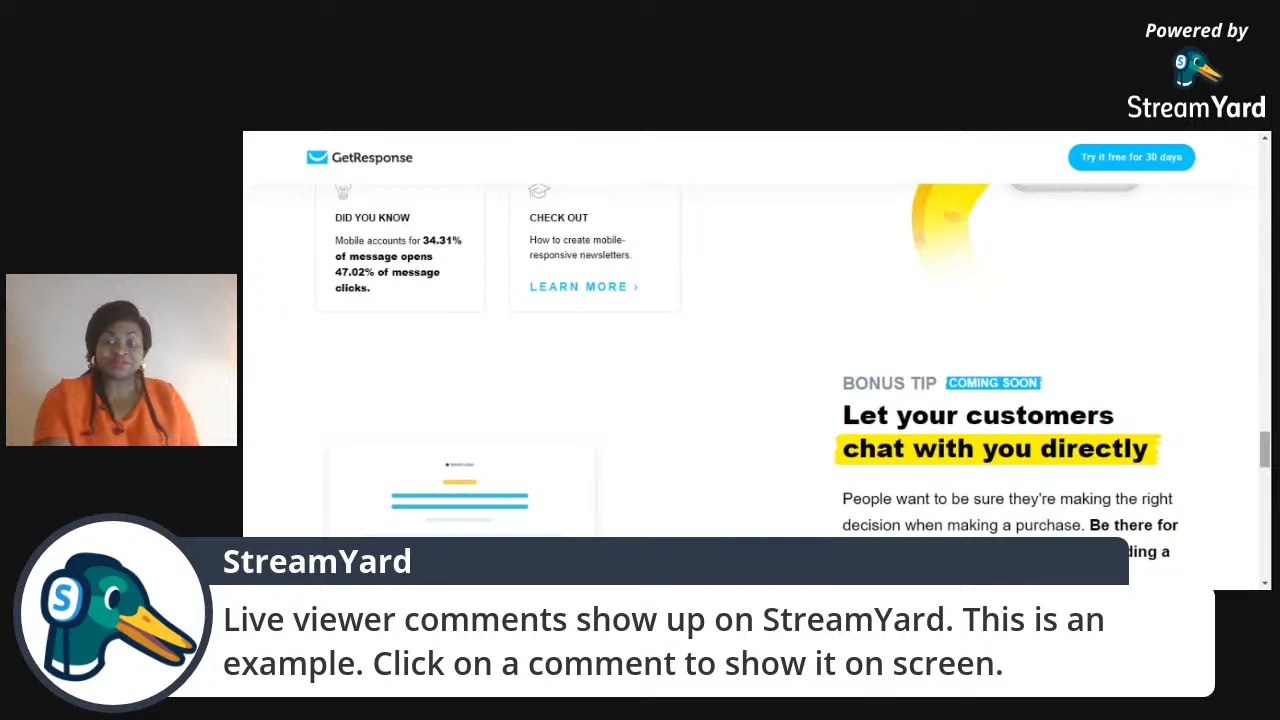 Powered by
StreamYard
GetResponse
Try it free for 30 days
DID YOU KNOW
Mobile accounts for 34.31%
of message opens
47.02% of message
clicks.
CHECK OUT
How to create mobile-
responsive newsletters.
LEARN MORE ›
BONUS TIP COMING SOON
Let your customers
chat with you directly
People want to be sure they're making the right
decision when making a purchase. Be there for
ding a
StreamYard
Live viewer comments show up on StreamYard. This is an
example. Click on a comment to show it on screen.
S
S